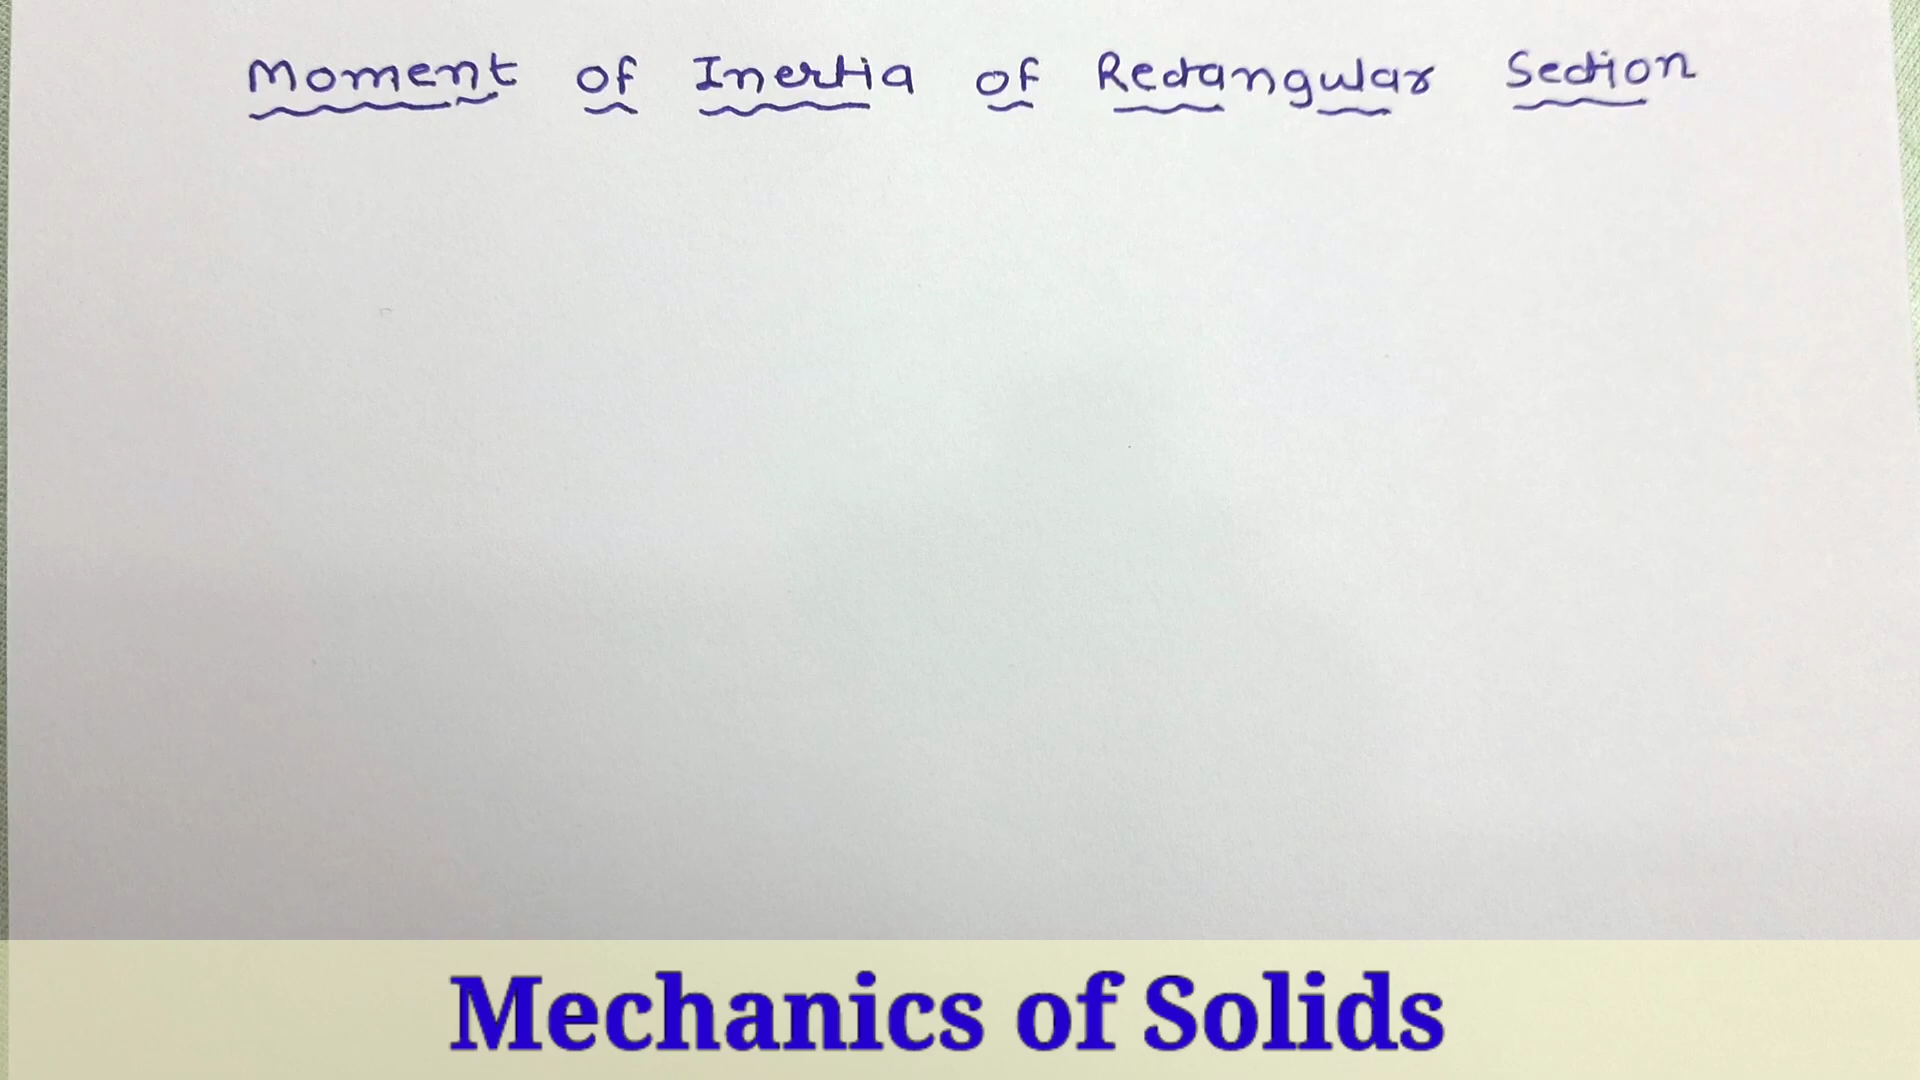 Moment of Inertia of Rectangular Section
Mechanics of Solids